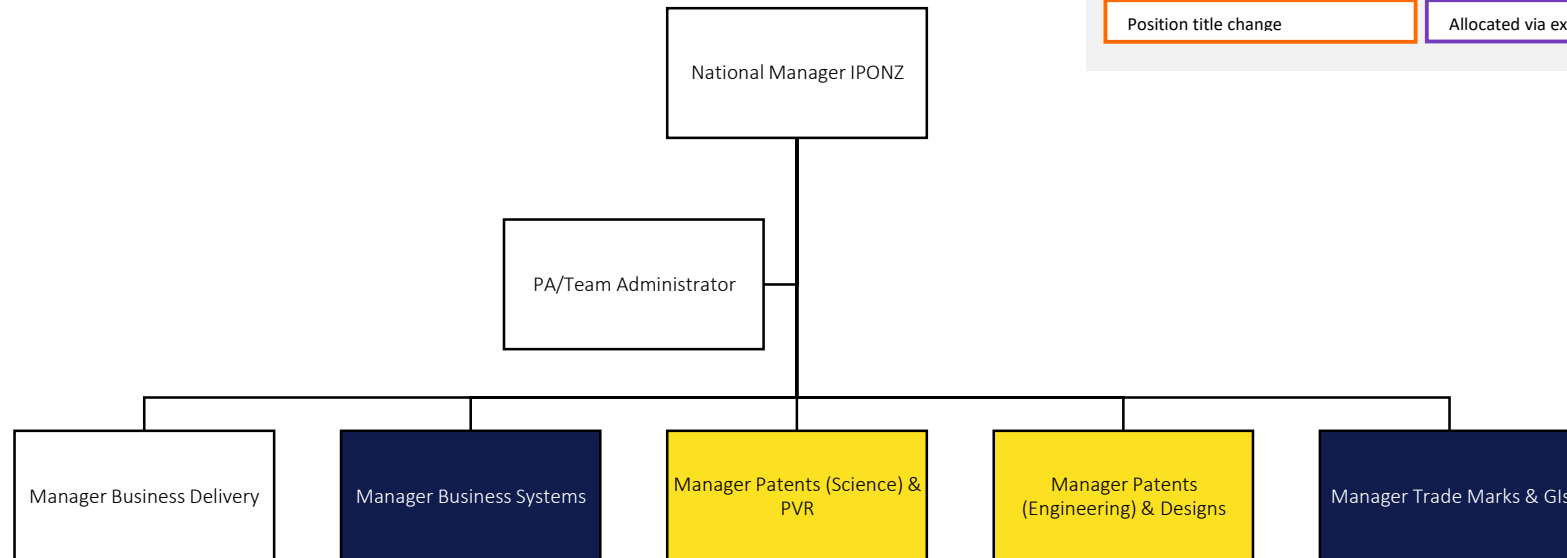 Position title change
Allocated via ex
National Manager IPONZ
PA/Team Administrator
Manager Business Delivery
Manager Business Systems
Manager Patents (Science) &
PVR
Manager Patents
(Engineering) & Designs
Manager Trade Marks & GIs